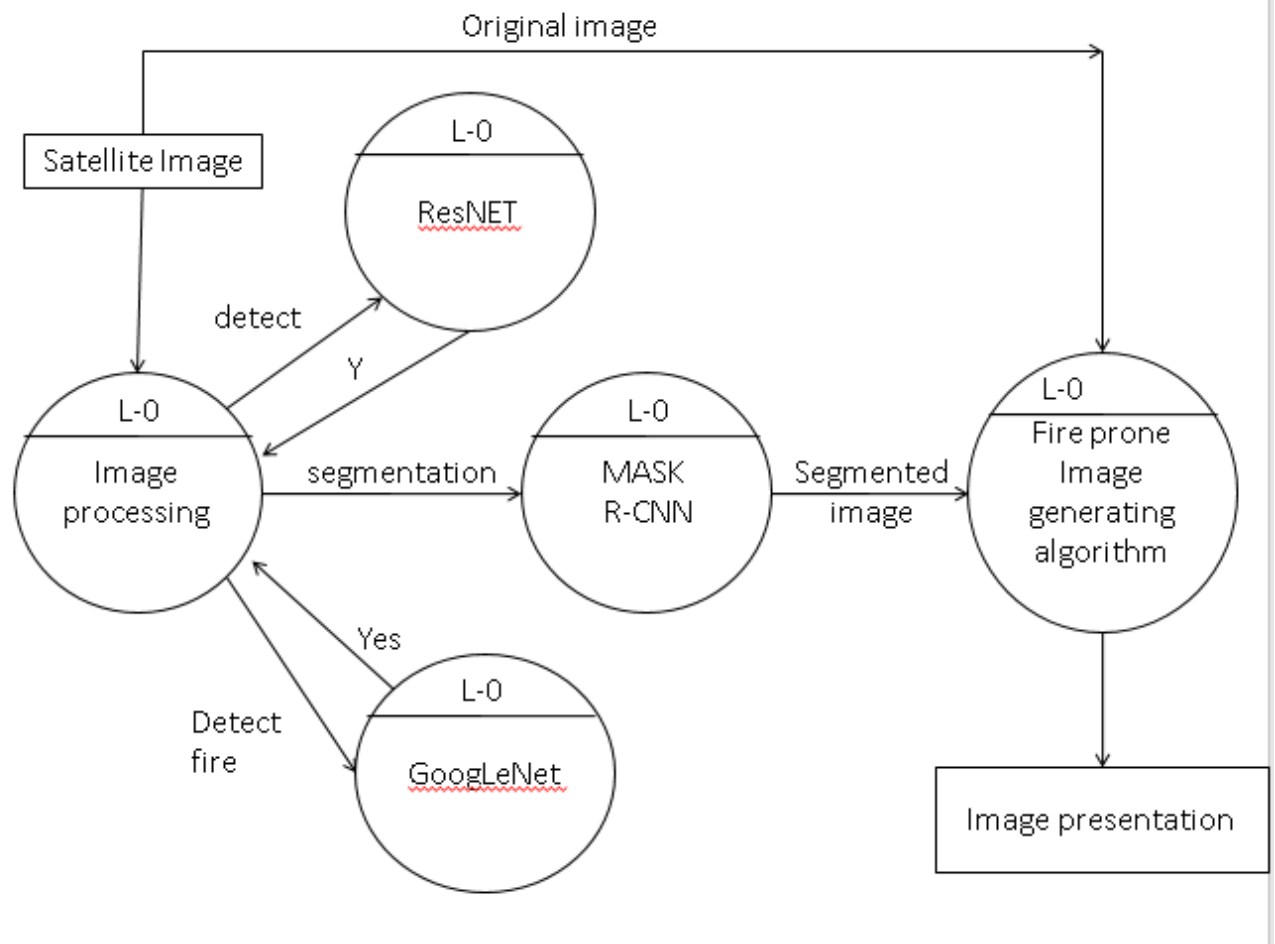 Original image
Satellite Image
L-0
ResNET
detect
Y
L-0
Image
processing
segmentation
L-0
MASK
R-CNN
Segmented
image
L-0
Fire prone
Image
generating
algorithm
Yes
Detect
fire
L-0
GoogLeNet
Image presentation